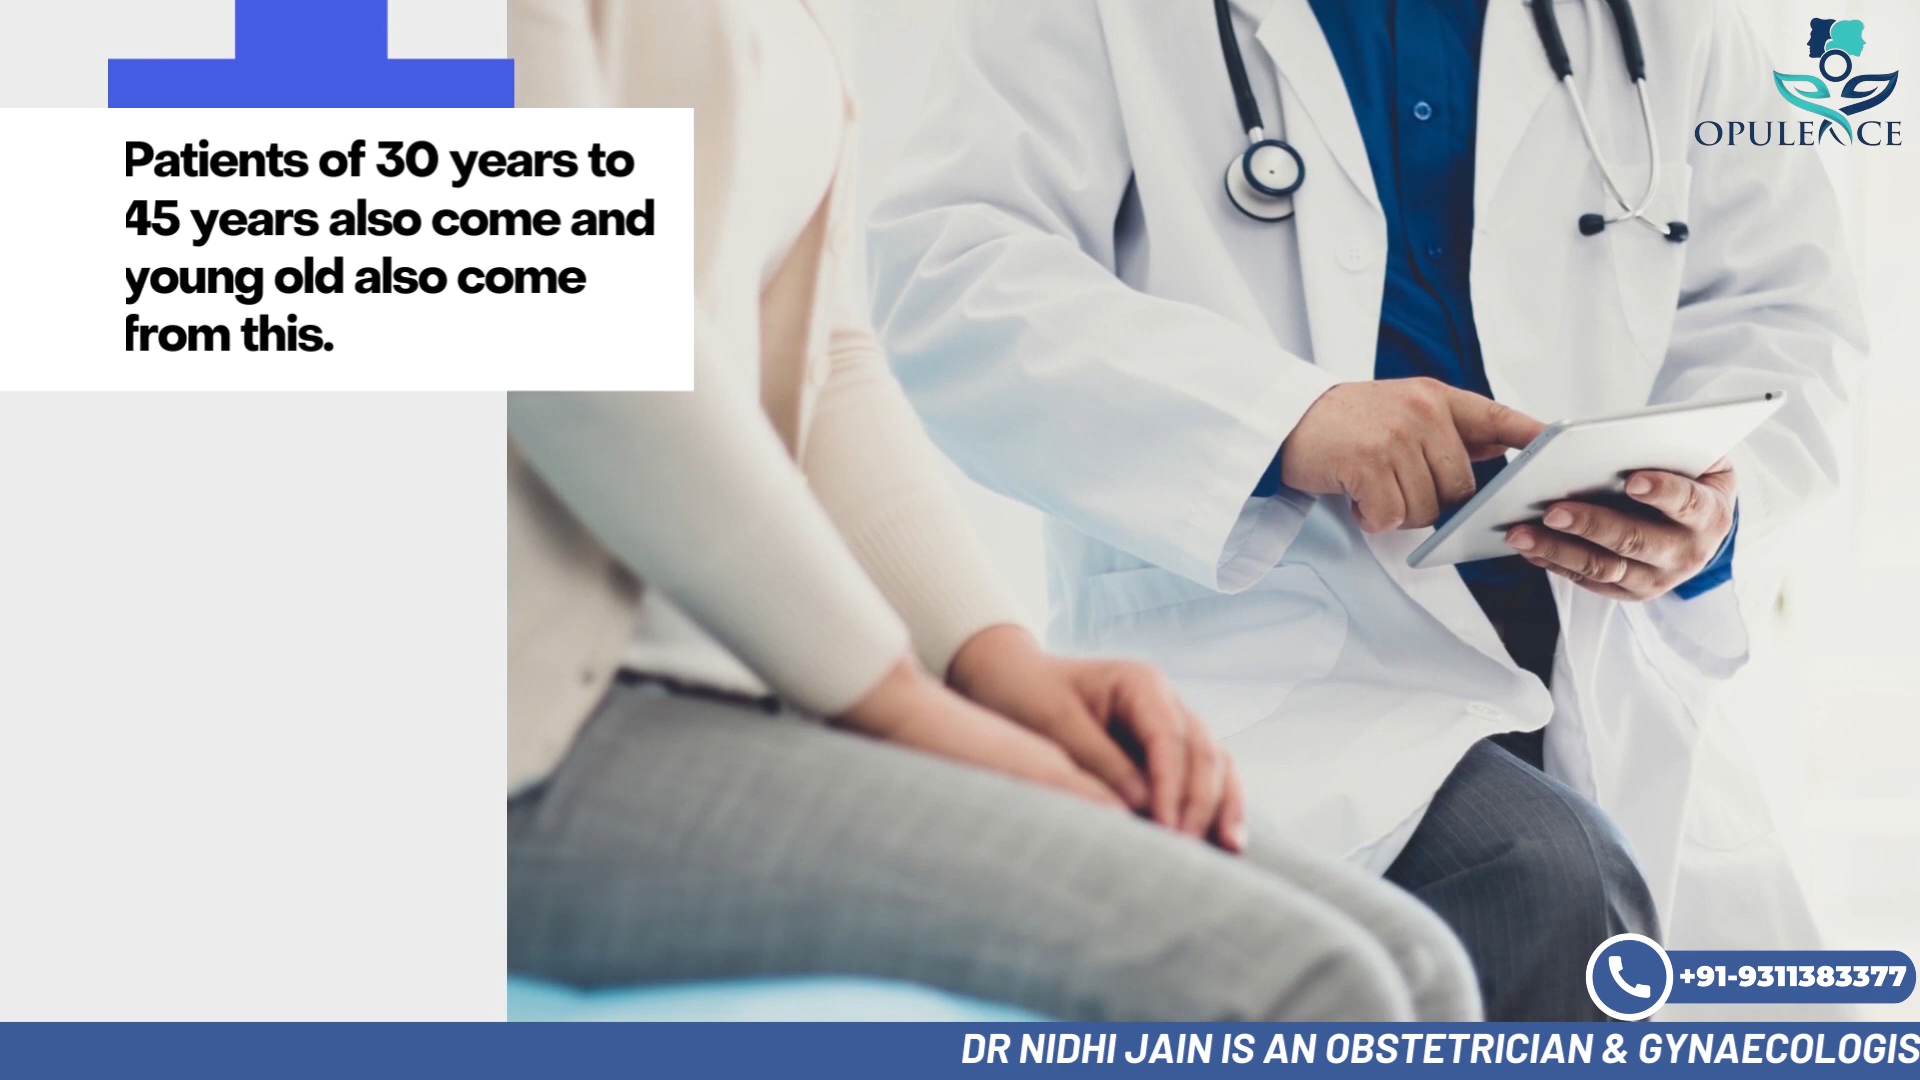 Patients of 30 years to
45 years also come and
young old also come
from this.
OPULENCE
+91-9311383377
DR NIDHI JAIN IS AN OBSTETRICIAN & GYNAECOLOGIS